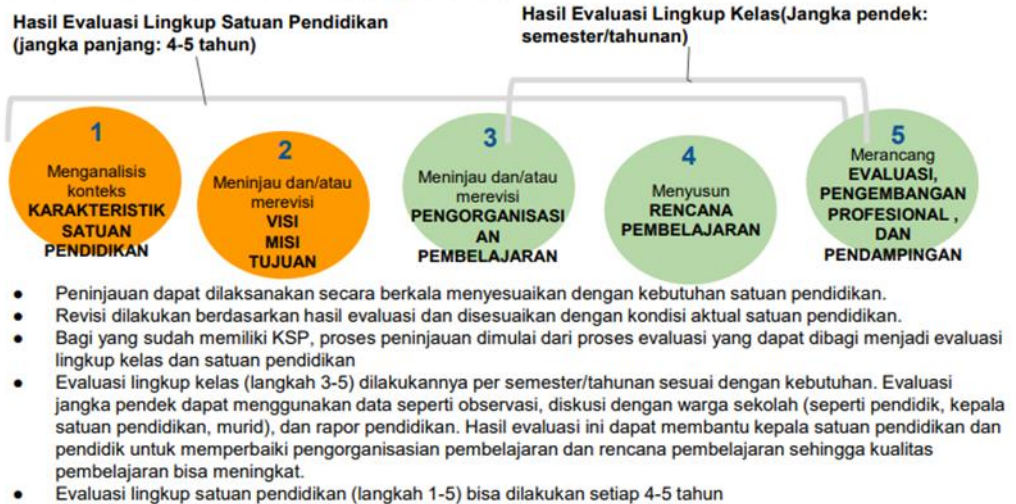 Hasil Evaluasi Lingkup Satuan Pendidikan
(jangka panjang: 4-5 tahun)
Hasil Evaluasi Lingkup Kelas(Jangka pendek:
semester/tahunan)
1
Menganalisis
konteks
KARAKTERISTIK
SATUAN
PENDIDIKAN
2
Meninjau dan/atau
merevisi
VISI
MISI
TUJUAN
3
Meninjau dan/atau
merevisi
PENGORGANISASI
AN
PEMBELAJARAN
4
Menyusun
RENCANA
PEMBELAJARAN
5
Merancang
EVALUASI,
PENGEMBANGAN
PROFESIONAL ,
DAN
PENDAMPINGAN
● Peninjauan dapat dilaksanakan secara berkala menyesuaikan dengan kebutuhan satuan pendidikan.
● Revisi dilakukan berdasarkan hasil evaluasi dan disesuaikan dengan kondisi aktual satuan pendidikan.
● Bagi yang sudah memiliki KSP, proses peninjauan dimulai dari proses evaluasi yang dapat dibagi menjadi evaluasi
lingkup kelas dan satuan pendidikan
● Evaluasi lingkup kelas (langkah 3-5) dilakukannya per semester/tahunan sesuai dengan kebutuhan. Evaluasi
jangka pendek dapat menggunakan data seperti observasi, diskusi dengan warga sekolah (seperti pendidik, kepala
satuan pendidikan, murid), dan rapor pendidikan. Hasil evaluasi ini dapat membantu kepala satuan pendidikan dan
pendidik untuk memperbaiki pengorganisasian pembelajaran dan rencana pembelajaran sehingga kualitas
pembelajaran bisa meningkat.
● Evaluasi lingkup satuan pendidikan (langkah 1-5) bisa dilakukan setiap 4-5 tahun